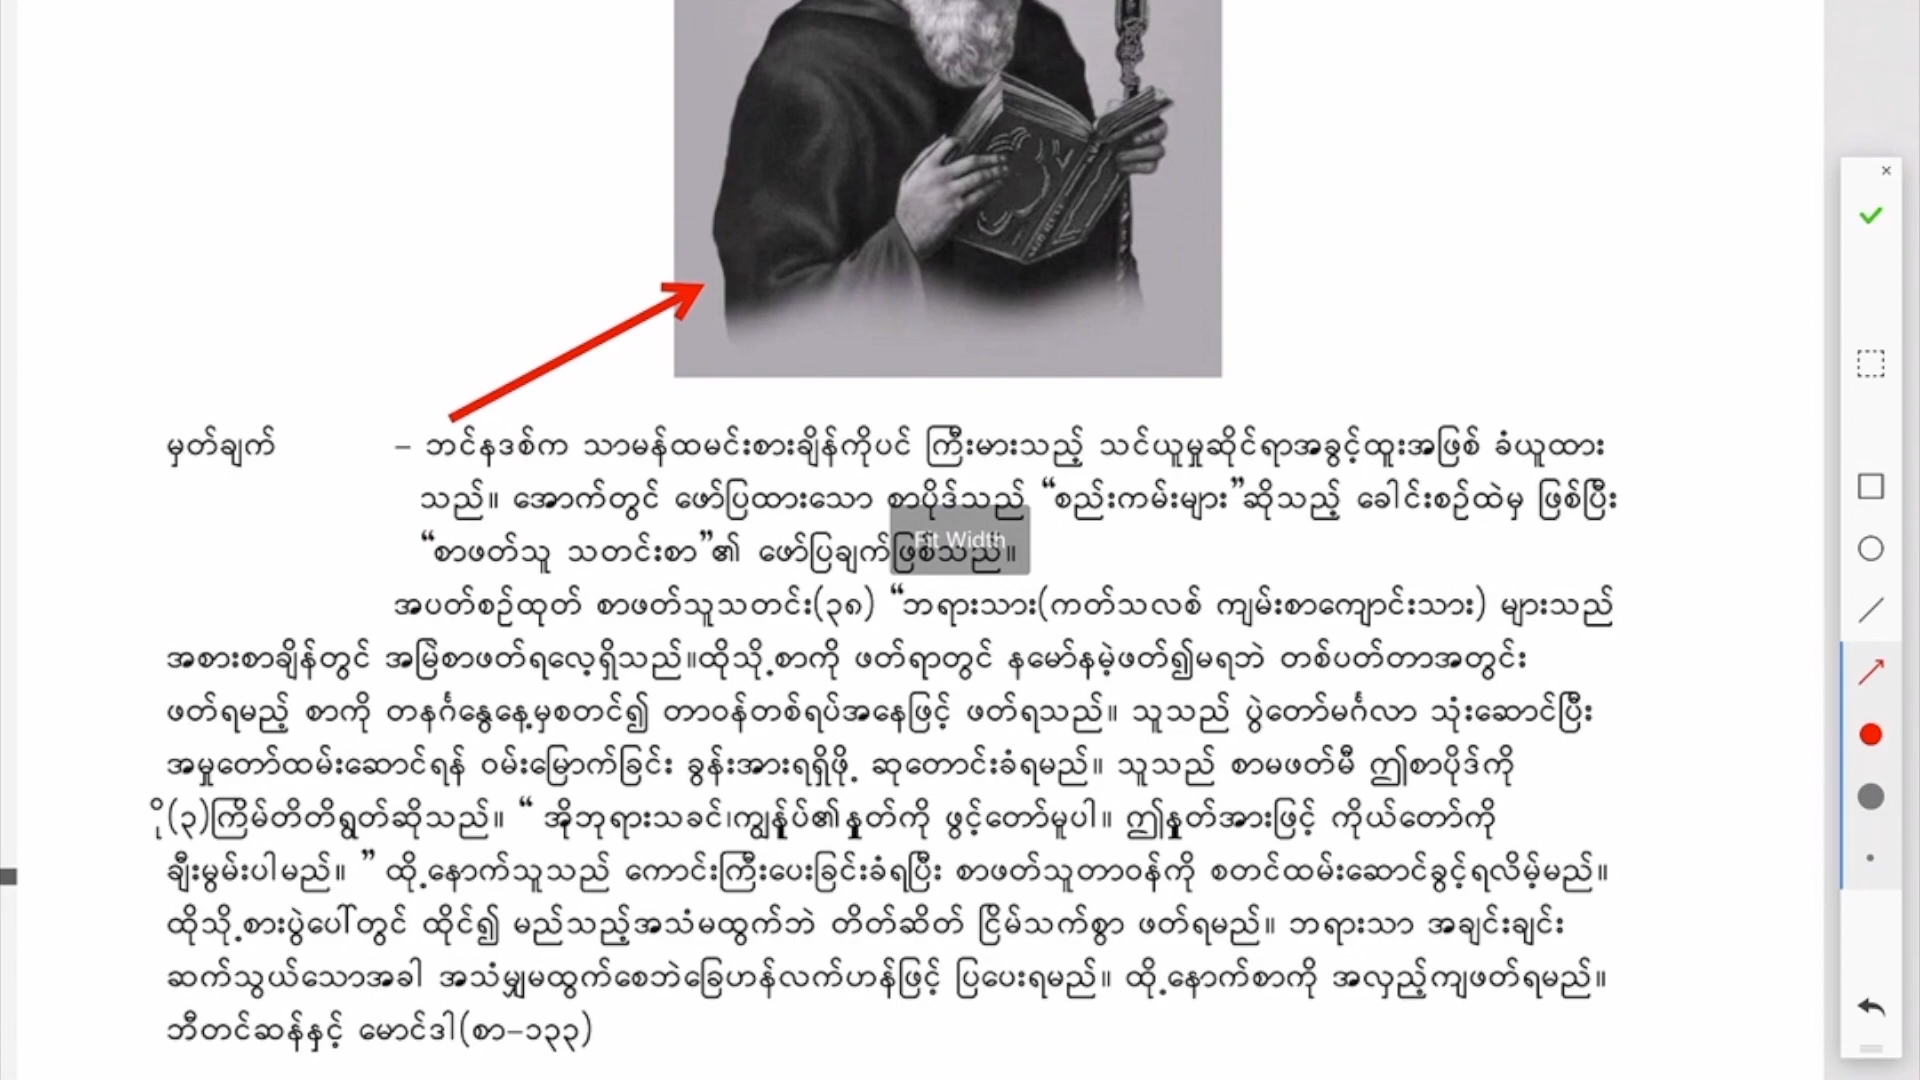 မှတ်ချက် – ဘင်နဒစ်က သာမန်ထမင်းစားချိန်ကိုပင် ကြီးမားသည့် သင်ယူမှုဆိုင်ရာအခွင့်ထူးအဖြစ် ခံယူထား
သည်။ အောက်တွင် ဖော်ပြထားသော စာပိုဒ်သည် “စည်းကမ်းများ”ဆိုသည့် ခေါင်းစဉ်ထဲမှ ဖြစ်ပြီး
“စာဖတ်သူ သတင်းစာ”၏ ဖော်ပြချက်ဖြစ်သည်။
Fit Width
အပတ်စဉ်ထုတ် စာဖတ်သူသတင်း(၃၈) “ဘုရားသား(ကတ်သလစ် ကျမ်းစာကျောင်းသား) များသည်
အစားစာချိန်တွင် အမြဲစာဖတ်ရလေ့ရှိသည်။ထိုသို့စာကို ဖတ်ရာတွင် နမော်နမဲ့ဖတ်၍မရဘဲ တစ်ပတ်တာအတွင်း
ဖတ်ရမည့် စာကို တနင်္ဂနွေနေ့မှစတင်၍ တာဝန်တစ်ရပ်အနေဖြင့် ဖတ်ရသည်။ သူသည် ပွဲတော်မင်္ဂလာ သုံးဆောင်ပြီး
အမှုတော်ထမ်းဆောင်ရန် ဝမ်းမြောက်ခြင်း ခွန်းအားရရှိဖို့ ဆုတောင်းခံရမည်။ သူသည် စာမဖတ်မီ ဤစာပိုဒ်ကို
ို(၃)ကြိမ်တိတိရွတ်ဆိုသည်။ “ အိုဘုရားသခင်၊ကျွန်ုပ်၏နှုတ်ကို ဖွင့်တော်မူပါ။ ဤနှုတ်အားဖြင့် ကိုယ်တော်ကို
ချီးမွမ်းပါမည်။ ” ထို့နောက်သူသည် ကောင်းကြီးပေးခြင်းခံရပြီး စာဖတ်သူတာဝန်ကို စတင်ထမ်းဆောင်ခွင့်ရလိမ့်မည်။
ထိုသို့စားပွဲပေါ်တွင် ထိုင်၍ မည်သည့်အသံမထွက်ဘဲ တိတ်ဆိတ် ငြိမ်သက်စွာ ဖတ်ရမည်။ ဘရားသာ အချင်းချင်း
ဆက်သွယ်သောအခါ အသံမျှမထွက်စေဘဲခြေဟန်လက်ဟန်ဖြင့် ပြပေးရမည်။ ထို့နောက်စာကို အလှည့်ကျဖတ်ရမည်။
ဘီတင်ဆန်နှင့် မောင်ဒါ(စာ–၁၃၃)